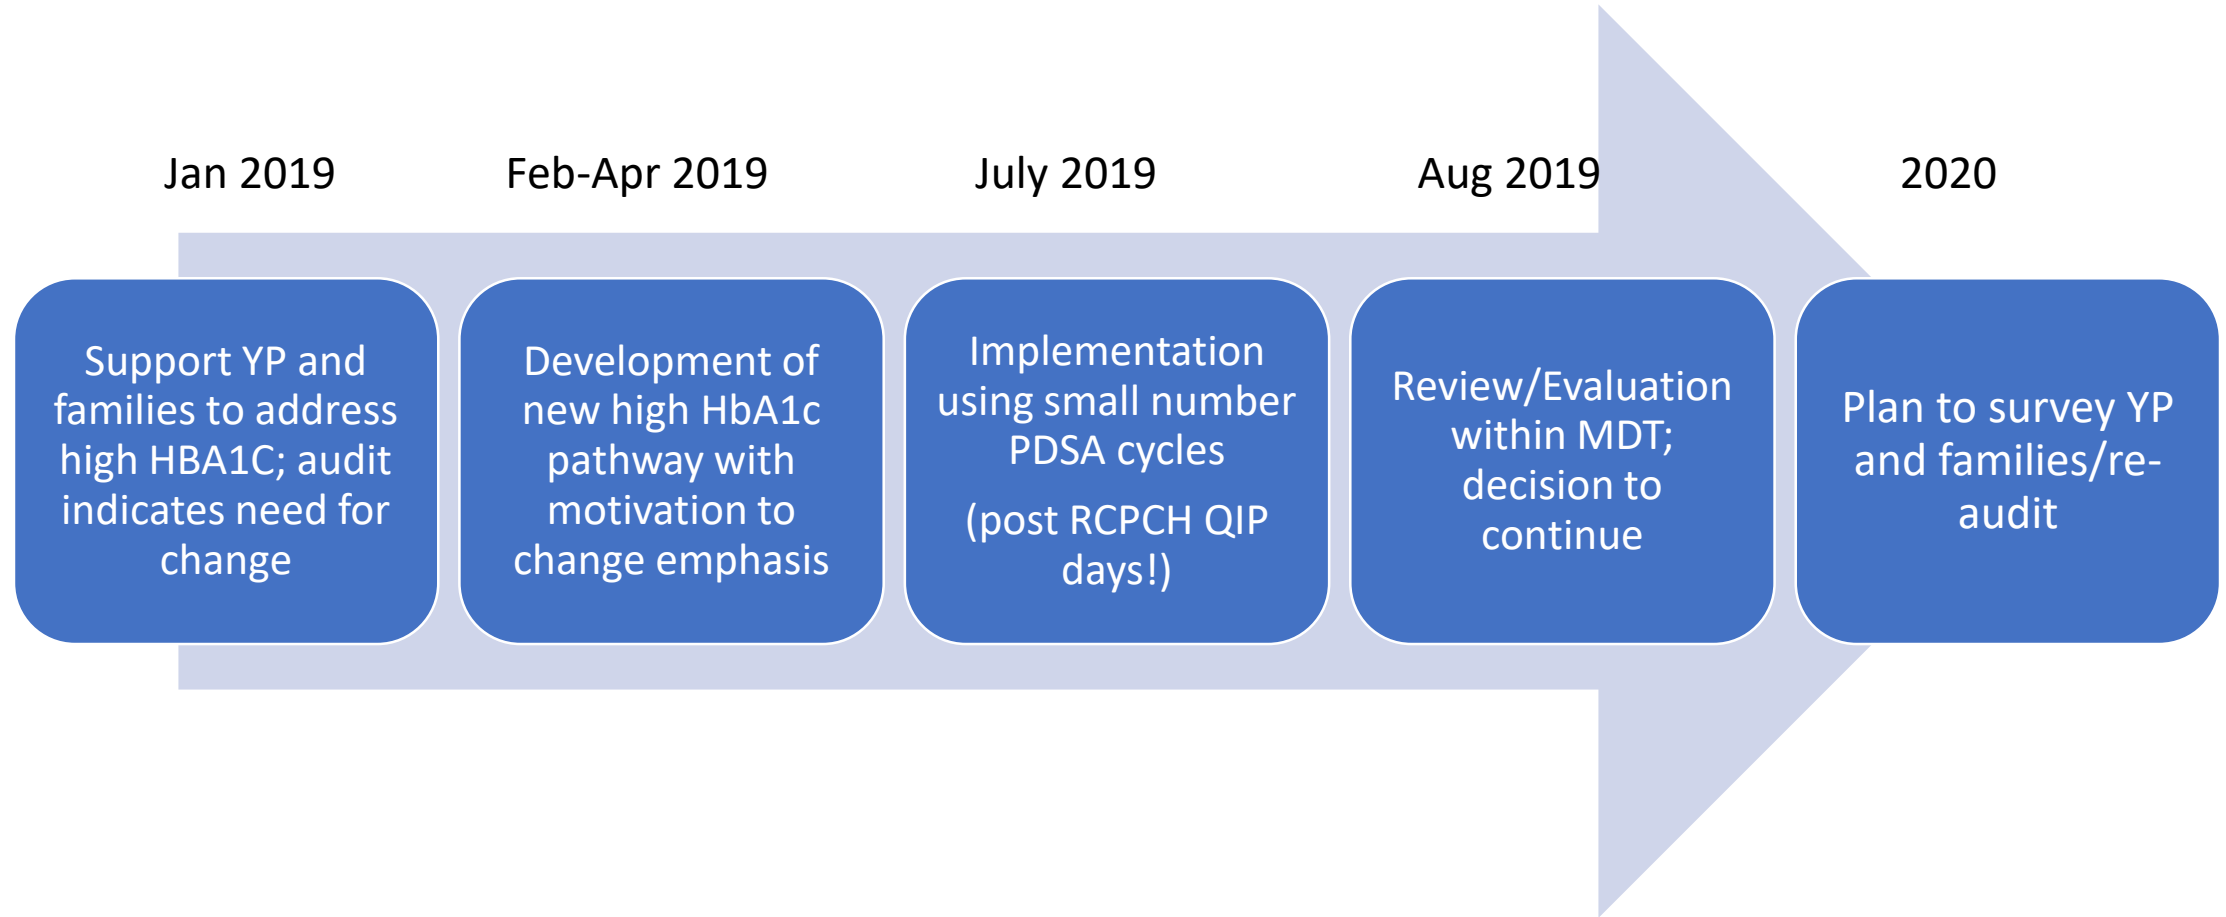 Jan 2019
Feb-Apr 2019
July 2019
Aug 2019
2020
Support YP and
families to address
high HBA1C; audit
indicates need for
change
Development of
new high HbA1c
pathway with
motivation to
change emphasis
Implementation
using small number
PDSA cycles
(post RCPCH QIP
days!)
Review/Evaluation
within MDT;
decision to
continue
Plan to survey YP
and families/re-
audit